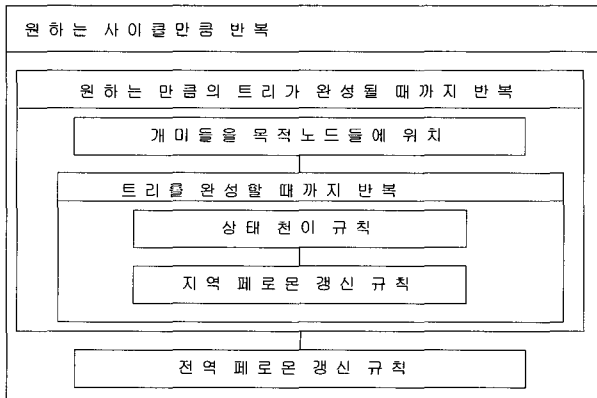 원하는 사이클만큼 반복
원하는 만큼의 트리가 완성될 때까지 반복
개미들을 목적노드들에 위치
트리를 완성할 때까지 반복
상태 천이 규칙
지역 페로몬 갱신 규칙
전역 페로몬 갱신 규칙